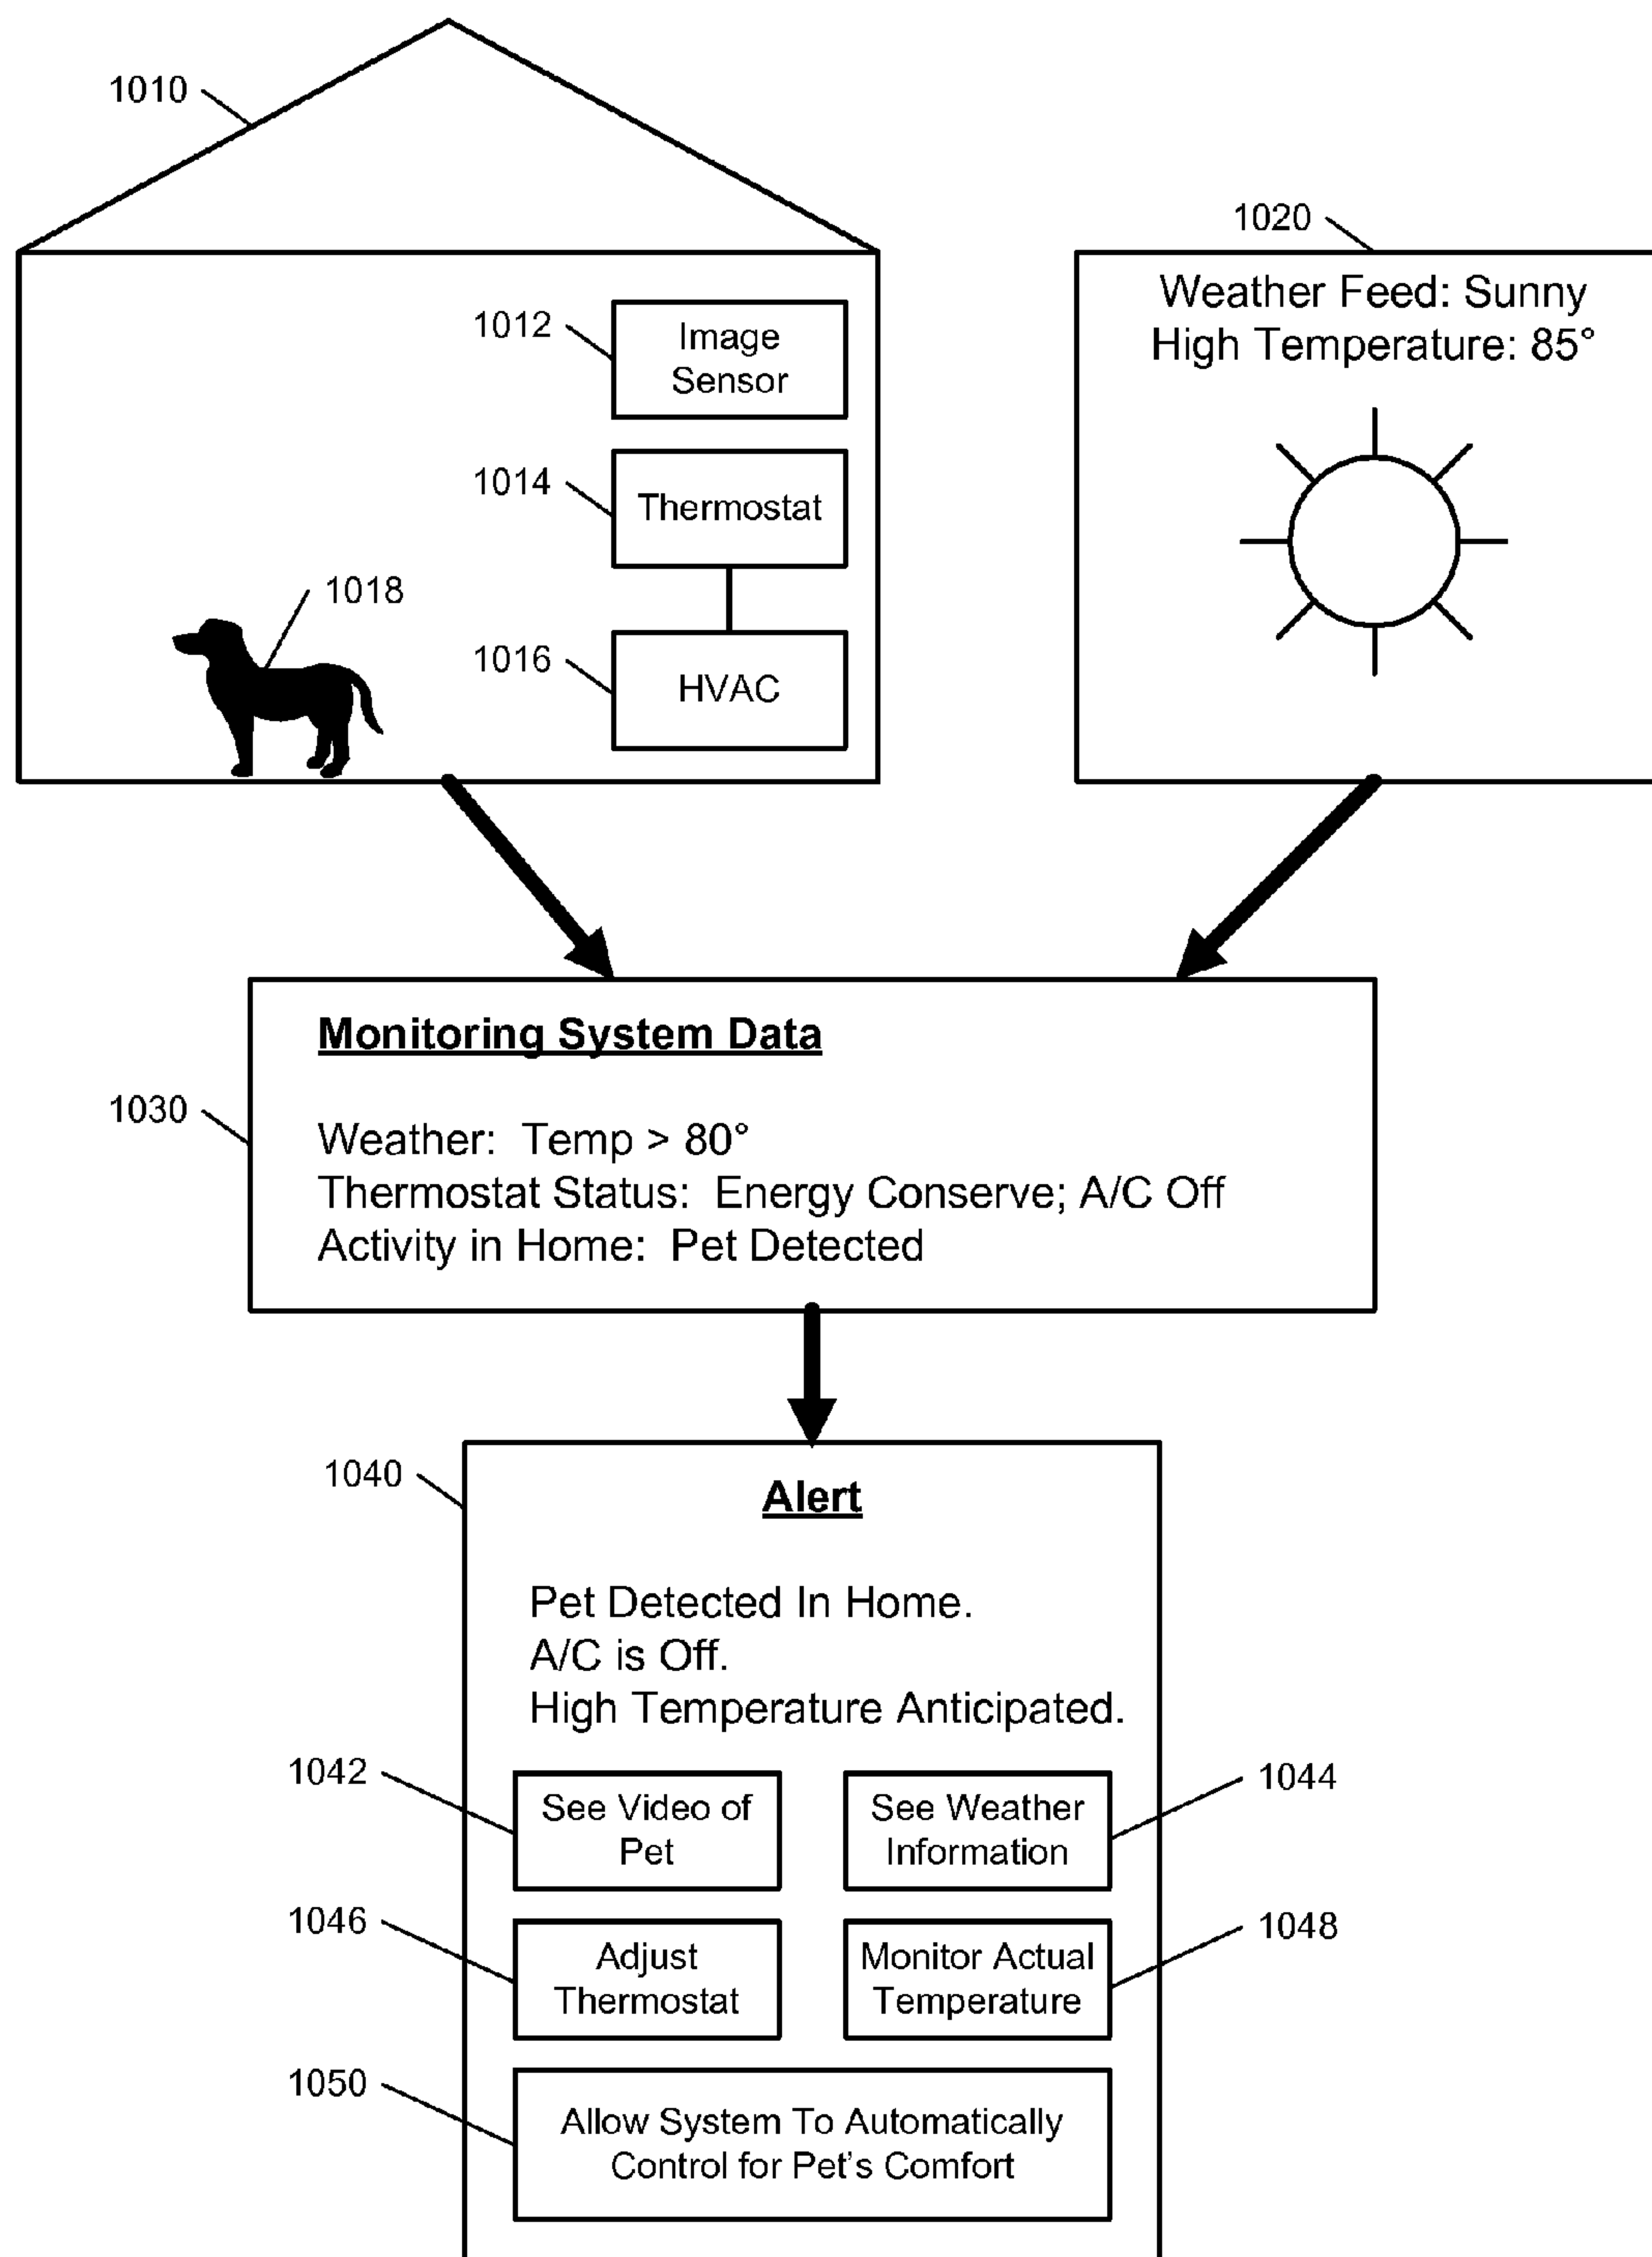 1010
1020
Weather Feed: Sunny
High Temperature: 85°
1012
Image
Sensor
1014
Thermostat
1018
1016
HVAC
Monitoring System Data
1030
Weather: Temp > 80°
Thermostat Status: Energy Conserve; A/C Off
Activity in Home: Pet Detected
1040
Alert
Pet Detected In Home.
A/C is Off.
High Temperature Anticipated.
1042
See Video of
Pet
1044
See Weather
Information
1046
Adjust
Thermostat
1048
Monitor Actual
Temperature
1050
Allow System To Automatically
Control for Pet's Comfort